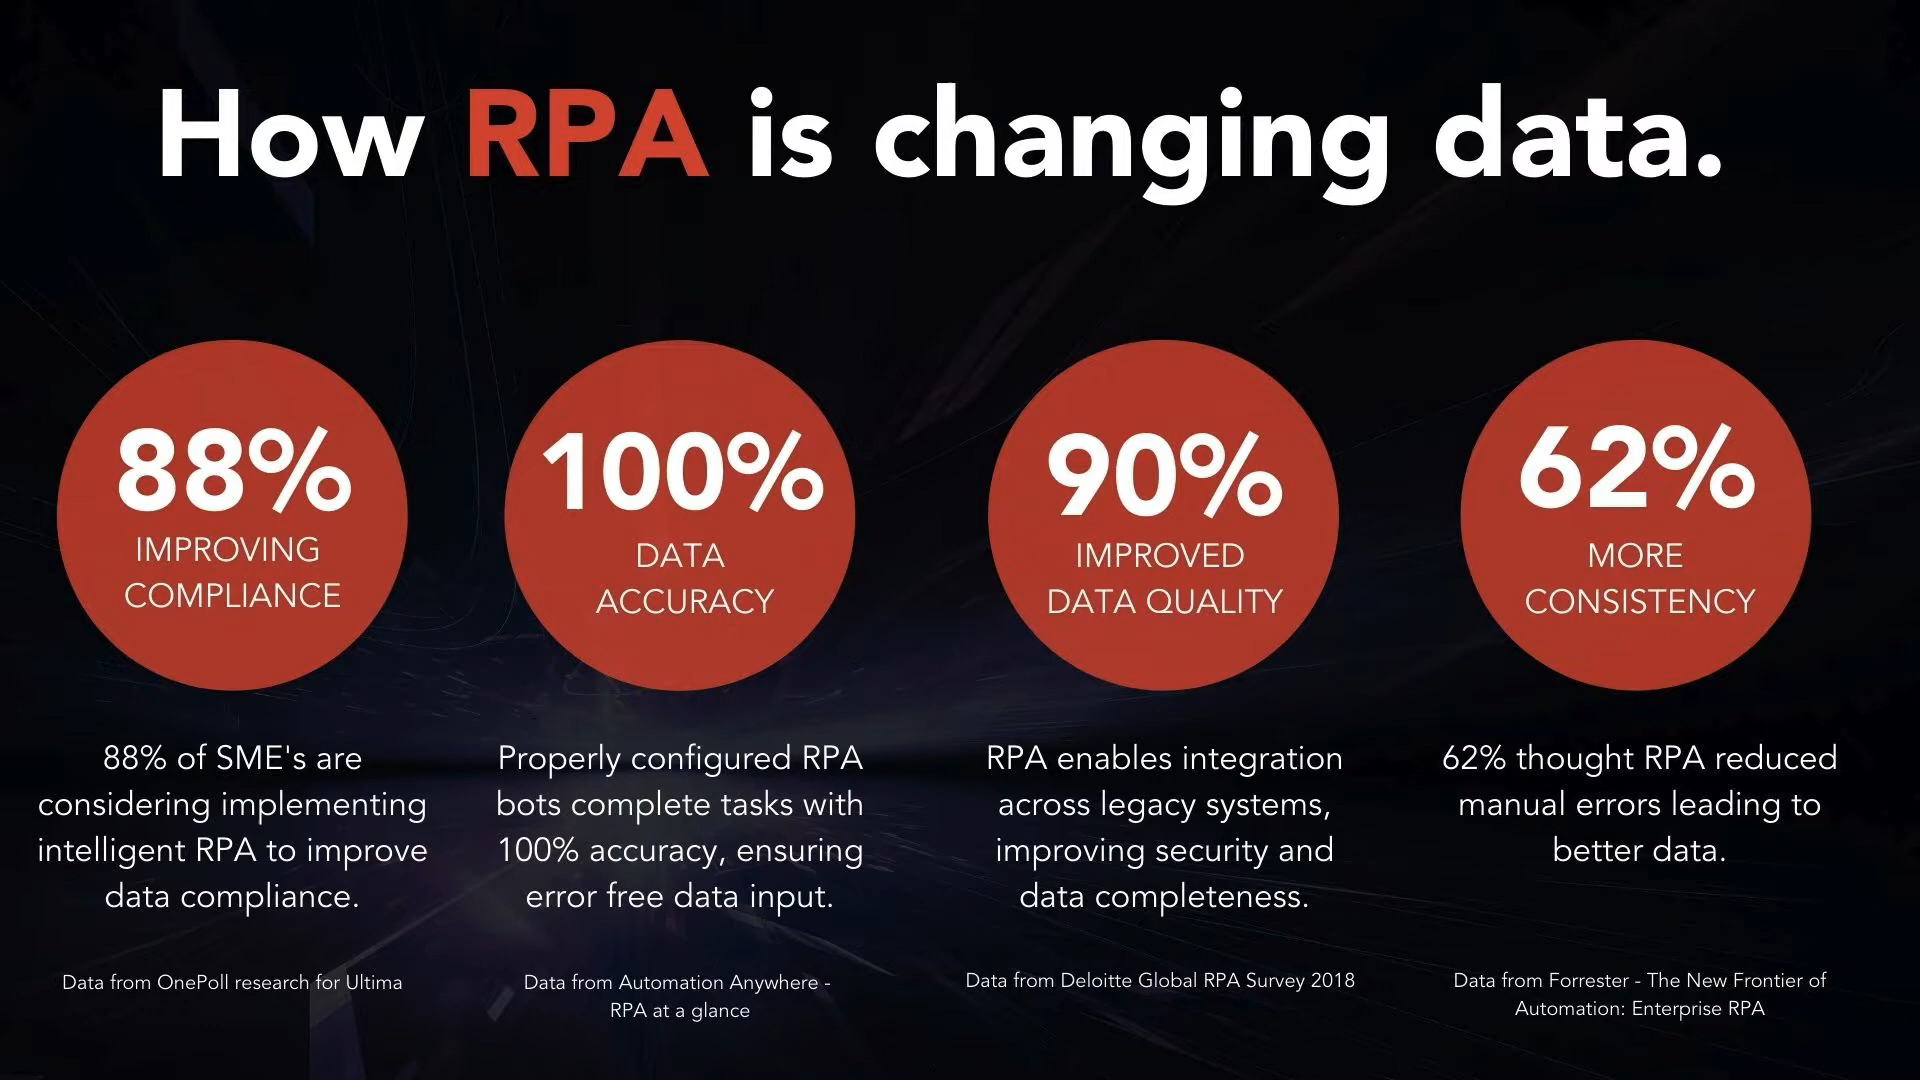 How RPA is changing data.
88%
IMPROVING
COMPLIANCE
88% of SME's are
considering implementing
intelligent RPA to improve
data compliance.
Data from OnePoll research for Ultima
100%
DATA
ACCURACY
Properly configured RPA
bots complete tasks with
100% accuracy, ensuring
error free data input.
Data from Automation Anywhere -
RPA at a glance
90%
IMPROVED
DATA QUALITY
RPA enables integration
across legacy systems,
improving security and
data completeness.
Data from Deloitte Global RPA Survey 2018
62%
MORE
CONSISTENCY
62% thought RPA reduced
manual errors leading to
better data.
Data from Forrester - The New Frontier of
Automation: Enterprise RPA